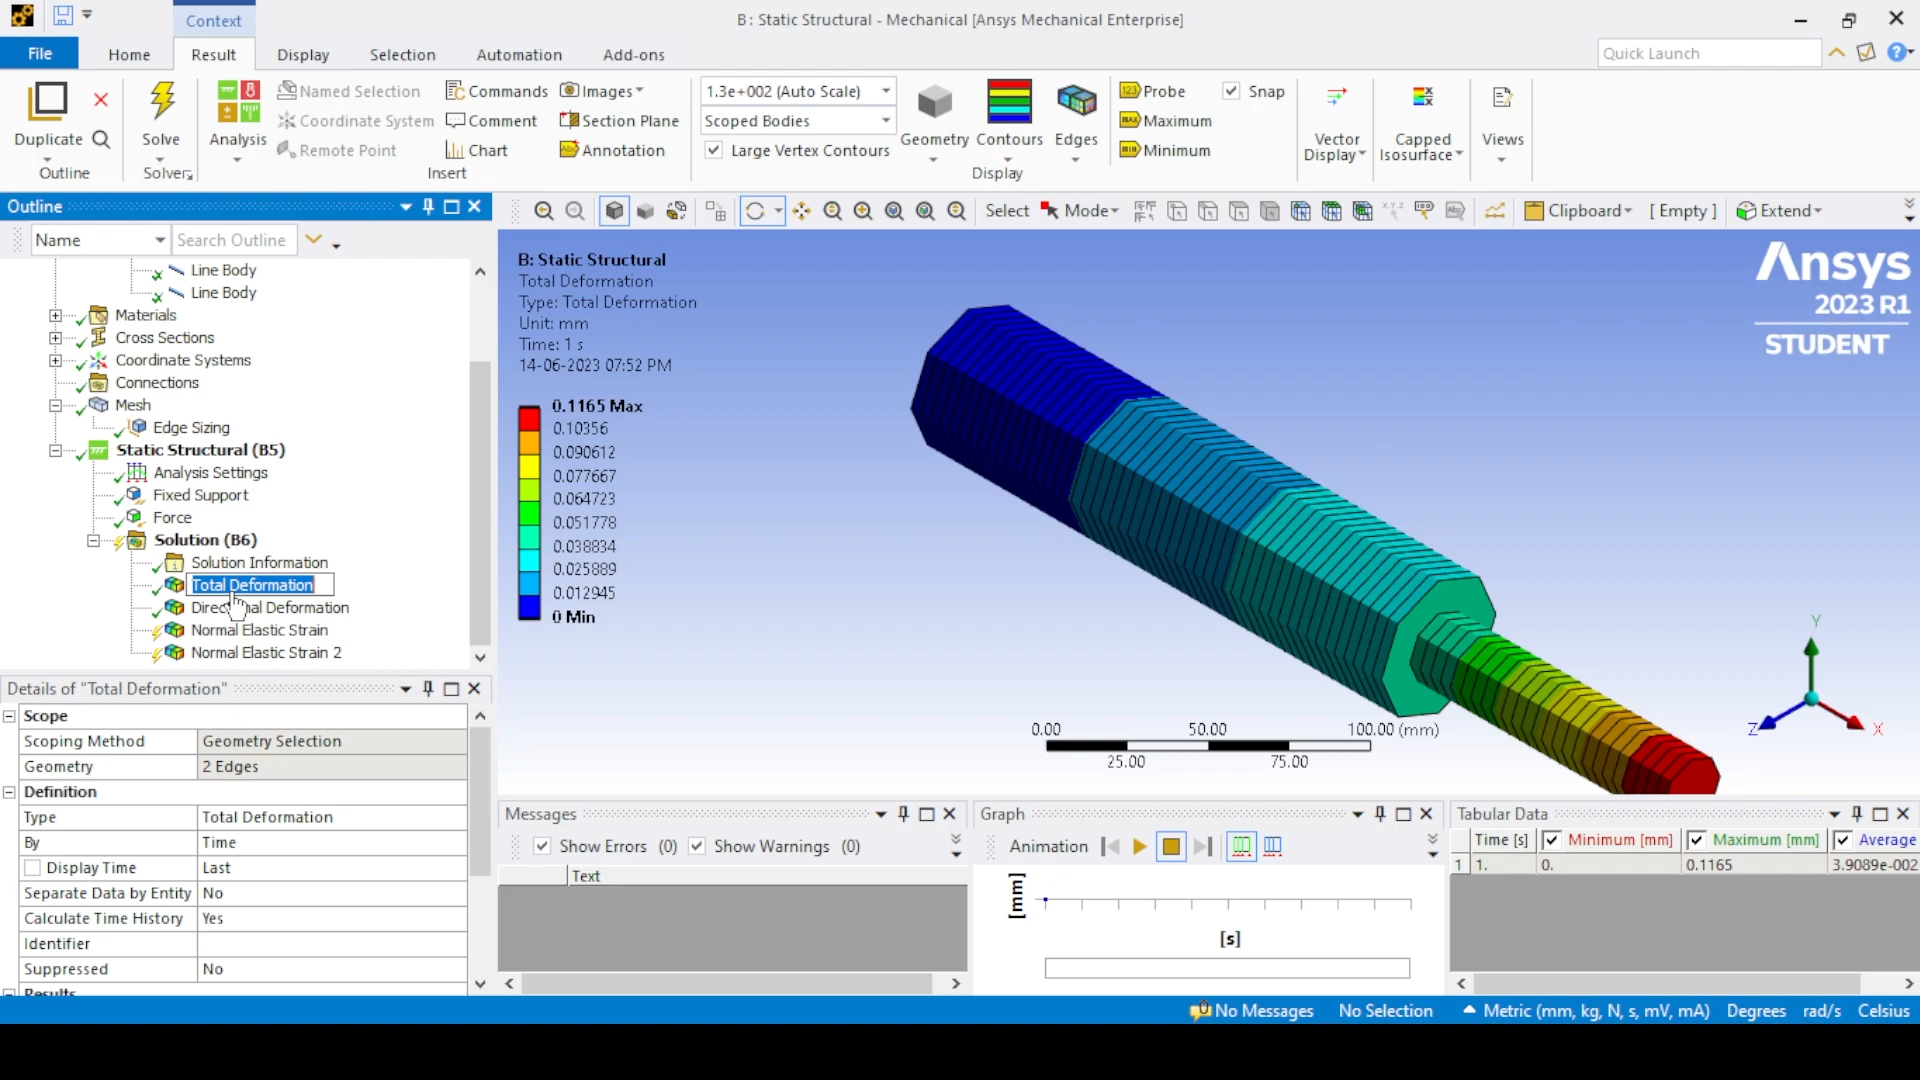 Context
B : Static Structural - Mechanical [Ansys Mechanical Enterprise]
File
Home
Result
Display
Selection
Automation
Add-ons
Quick Launch
Duplicate
Outline
Solve
Solver
Analysis
Named Selection
Coordinate System
Remote Point
Commands
Comment
Chart
Images
Section Plane
Annotation
Insert
1.3e+002 (Auto Scale)
Scoped Bodies
Large Vertex Contours
Geometry
Contours
Edges
Display
Probe
Maximum
Minimum
Snap
Vector
Display
Capped
Isosurface
Views
Outline
Name
Search Outline
Select
Mode
Clipboard
[ Empty ]
Extend
Line Body
Line Body
Materials
Cross Sections
Coordinate Systems
Connections
Mesh
Edge Sizing
Static Structural (B5)
Analysis Settings
Fixed Support
Force
Solution (B6)
Solution Information
Total Deformation
Normal Elastic Strain
Normal Elastic Strain 2
B: Static Structural
Total Deformation
Type: Total Deformation
Unit: mm
Time: 1 s
14-06-2023 07:52 PM
0.1165 Max
0.10356
0.090612
0.077667
0.064723
0.051778
0.038834
0.025889
0.012945
0 Min
Ansys
2023 R1
STUDENT
Y
Z
X
0.00
50.00
100.00 (mm)
25.00
75.00
Details of "Total Deformation"
Scope
Scoping Method
Geometry Selection
Geometry
2 Edges
Definition
Type
Total Deformation
By
Time
Display Time
Last
Separate Data by Entity
No
Calculate Time History
Yes
Identifier
Suppressed
No
Results
Messages
Show Errors (0)
Show Warnings (0)
Text
Graph
Animation
[mm]
[s]
Tabular Data
Time [s]
Minimum [mm]
Maximum [mm]
Average
1
1.
0.
0.1165
3.9089e-002
No Messages
No Selection
Metric (mm, kg, N, s, mV, mA)
Degrees
rad/s
Celsius